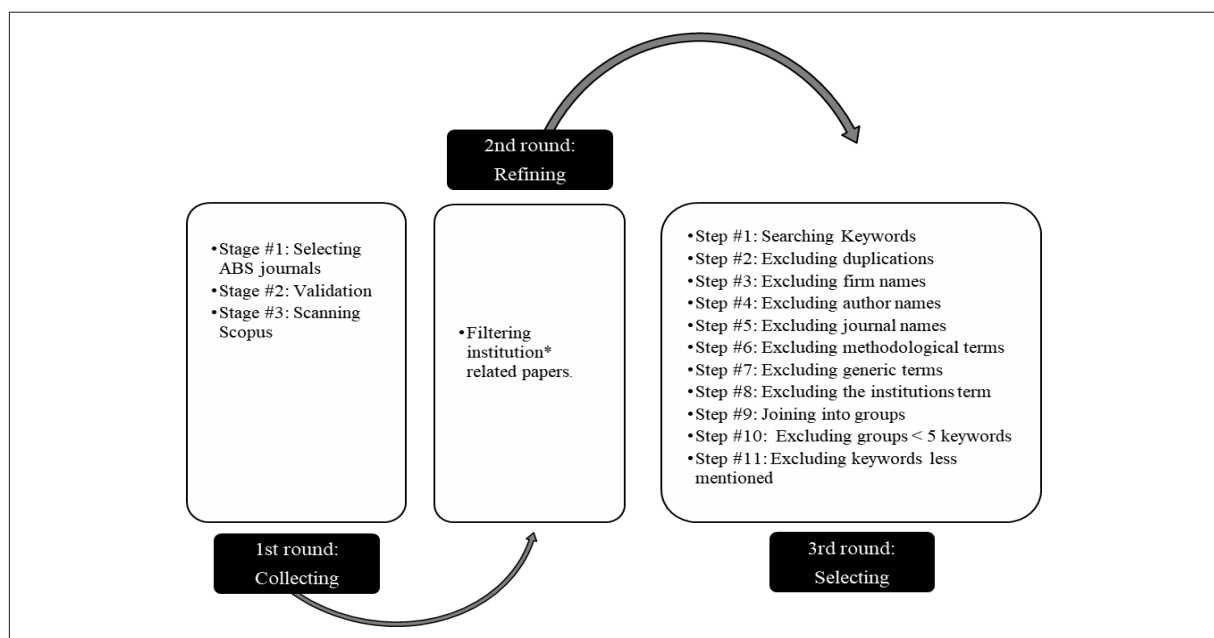 2nd round:
Refining
•Stage #1: Selecting
ABS journals
•Stage #2: Validation
•Stage #3: Scanning
Scopus
•Filtering
institution*
related papers.
•Step #1: Searching Keywords
•Step #2: Excluding duplications
•Step #3: Excluding firm names
•Step #4: Excluding author names
•Step #5: Excluding journal names
•Step #6: Excluding methodological terms
•Step #7: Excluding generic terms
•Step #8: Excluding the institutions term
•Step #9: Joining into groups
•Step #10: Excluding groups < 5 keywords
•Step #11: Excluding keywords less
mentioned
1st round:
Collecting
3rd round:
Selecting